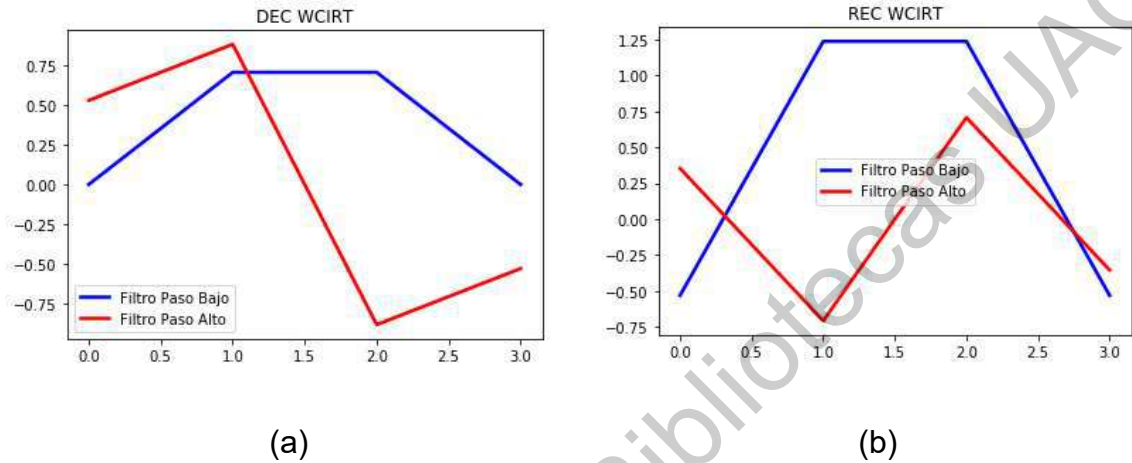 DEC WCIRT
0.75
0.50
0.25
0.00
−0.25
−0.50
−0.75
Filtro Paso Bajo
Filtro Paso Alto
0.0 0.5 1.0 1.5 2.0 2.5 3.0
(a)
REC WCIRT
1.25
1.00
0.75
0.50
0.25
0.00
−0.25
−0.50
−0.75
Filtro Paso Bajo
Filtro Paso Alto
0.0 0.5 1.0 1.5 2.0 2.5 3.0
(b)
Bibliotecas UAQ